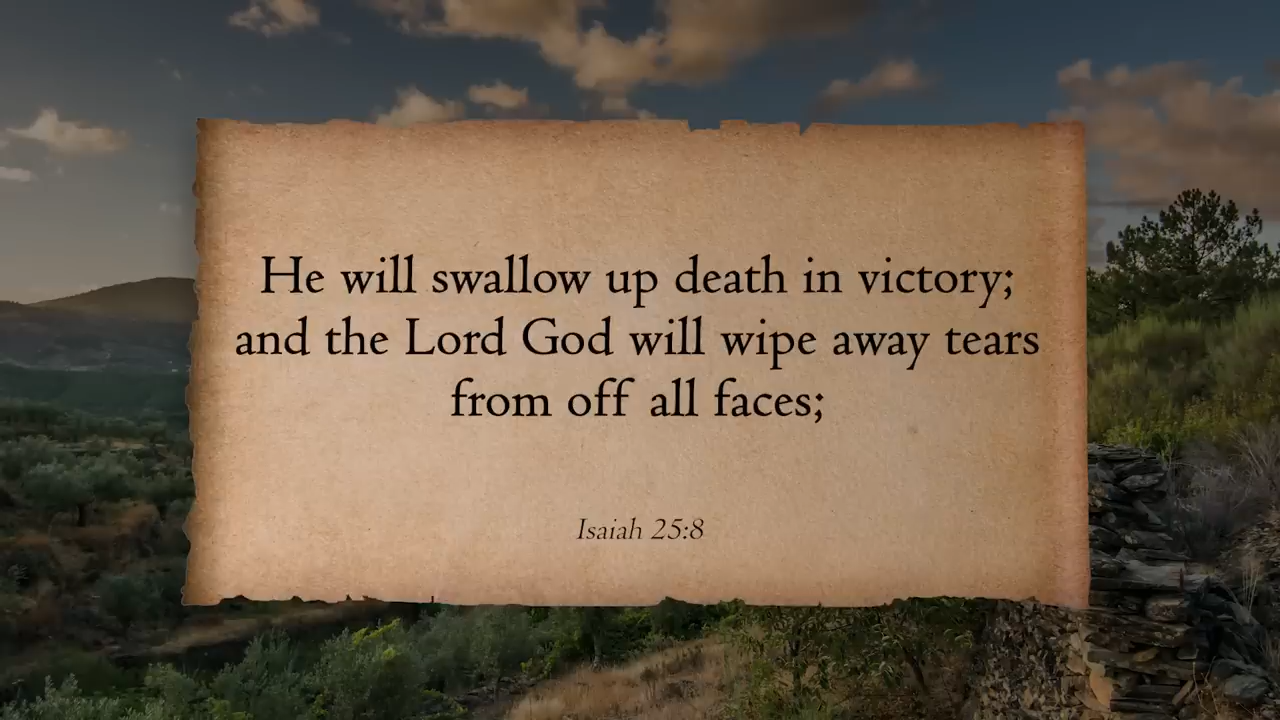 He will swallow up death in victory;
and the Lord God will wipe away tears
from off all faces;
Isaiah 25:8